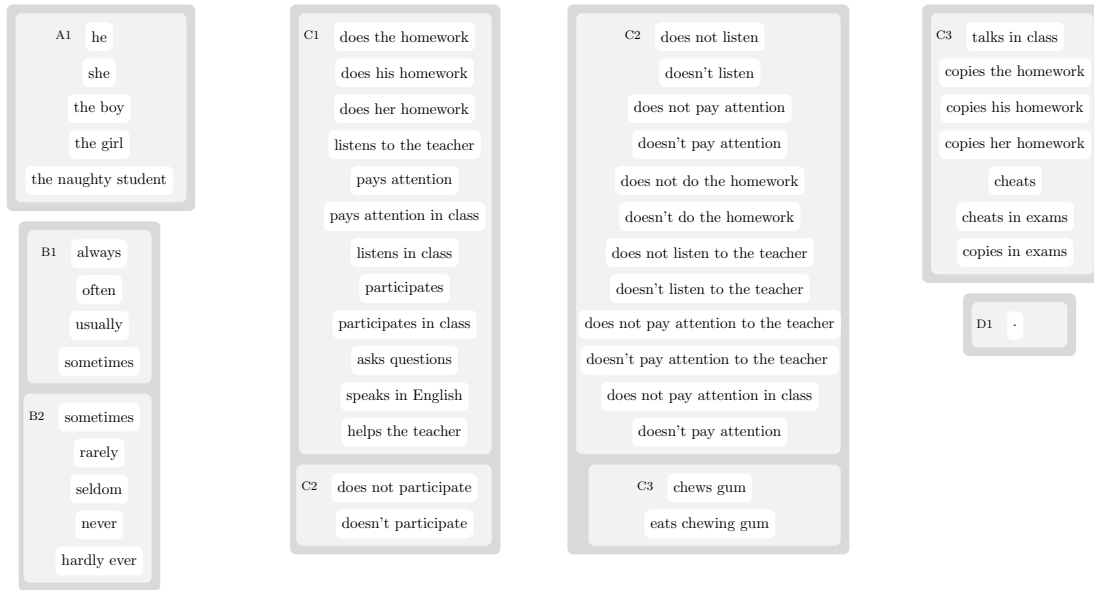 A1 he
she
the boy
the girl
the naughty student
B1 always
often
usually
sometimes
B2 sometimes
rarely
seldom
never
hardly ever
C1 does the homework
does his homework
does her homework
listens to the teacher
pays attention
pays attention in class
listens in class
participates
participates in class
asks questions
speaks in English
helps the teacher
C2 does not participate
doesn't participate
C2 does not listen
doesn't listen
does not pay attention
doesn't pay attention
does not do the homework
doesn't do the homework
does not listen to the teacher
doesn't listen to the teacher
does not pay attention to the teacher
doesn't pay attention to the teacher
does not pay attention in class
doesn't pay attention
C3 chews gum
eats chewing gum
C3 talks in class
copies the homework
copies his homework
copies her homework
cheats
cheats in exams
copies in exams
D1 .